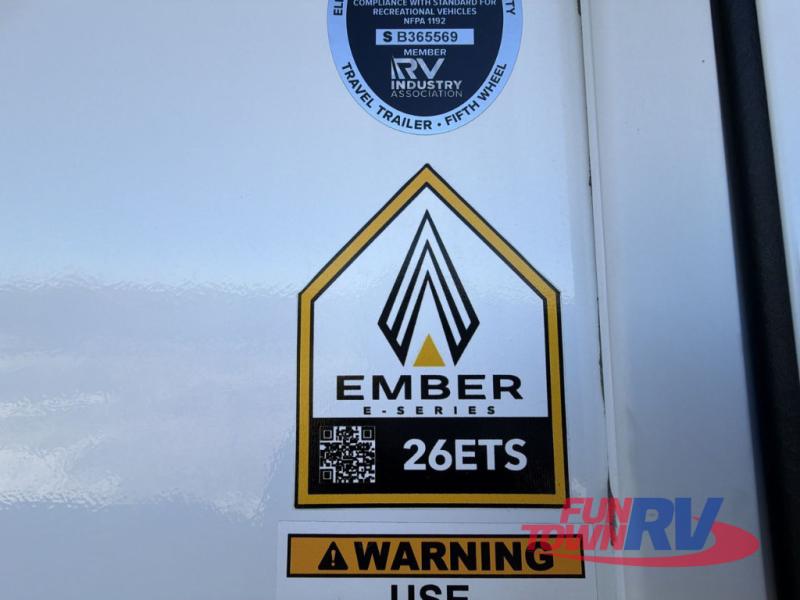 COMPLIANCE WITH STANDARD FOR
RECREATIONAL VEHICLES
NFPA 1192
S B365569
MEMBER
RV
INDUSTRY
ASSOCIATION
TRAVEL TRAILER • FIFTH WHEEL
EMBER
E-SERIES
26ETS
WARNING
USE
FUN
TOWN RV